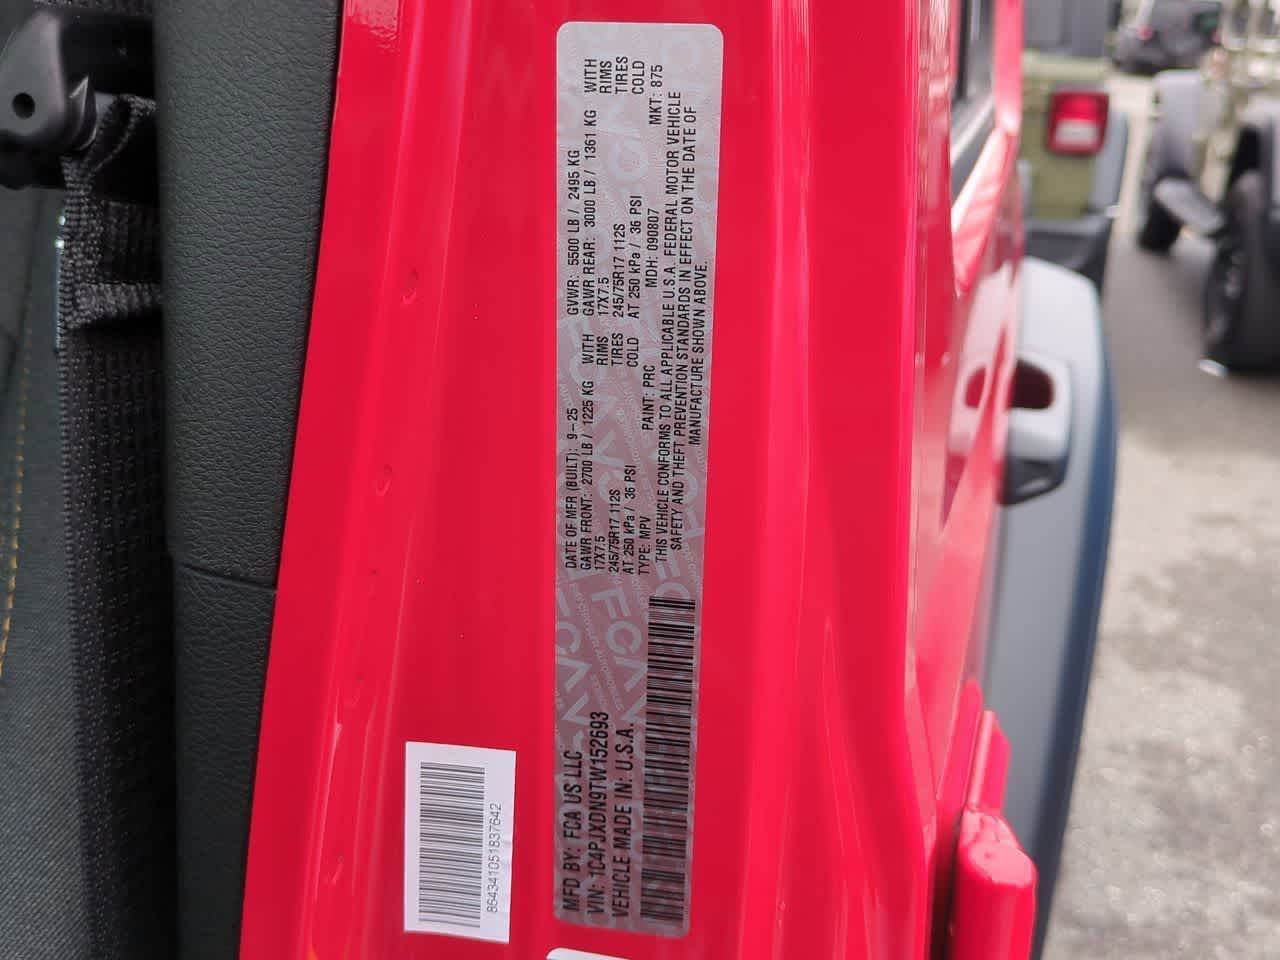 MFD BY: FCA US LLC
VIN: 1C4PJXDN9TW152693
VEHICLE MADE IN: U.S.A.
DATE OF MFR (BUILT): 9-25
GVWR: 5500 LB / 2495 KG
GAWR FRONT: 2700 LB / 1225 KG WITH
17X7.5 RIMS
245/75R17 112S TIRES
AT 250 kPa / 36 PSI COLD
GAWR REAR: 3000 LB / 1361 KG WITH
17X7.5 RIMS
245/75R17 112S TIRES
AT 250 kPa / 36 PSI COLD
TYPE: MPV PAINT: PRC MDH: 090807 MKT: 875
THIS VEHICLE CONFORMS TO ALL APPLICABLE U.S.A. FEDERAL MOTOR VEHICLE
SAFETY AND THEFT PREVENTION STANDARDS IN EFFECT ON THE DATE OF
MANUFACTURE SHOWN ABOVE.
864341051837642